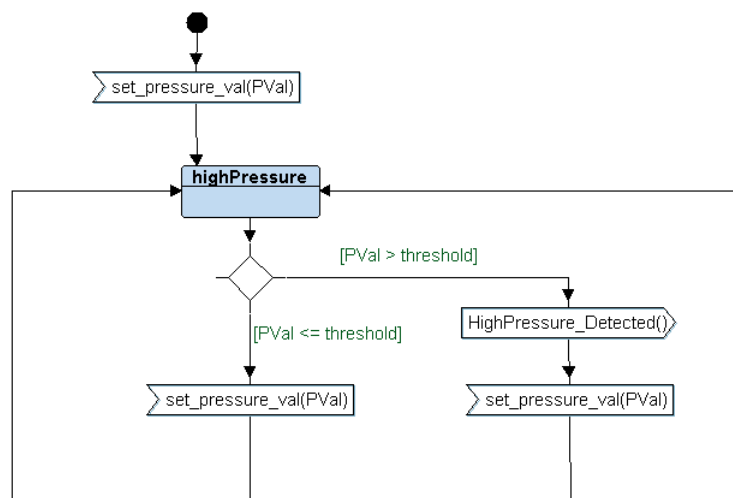 set_pressure_val(PVal)
highPressure
[PVal > threshold]
HighPressure_Detected()
[PVal <= threshold]
set_pressure_val(PVal)
set_pressure_val(PVal)